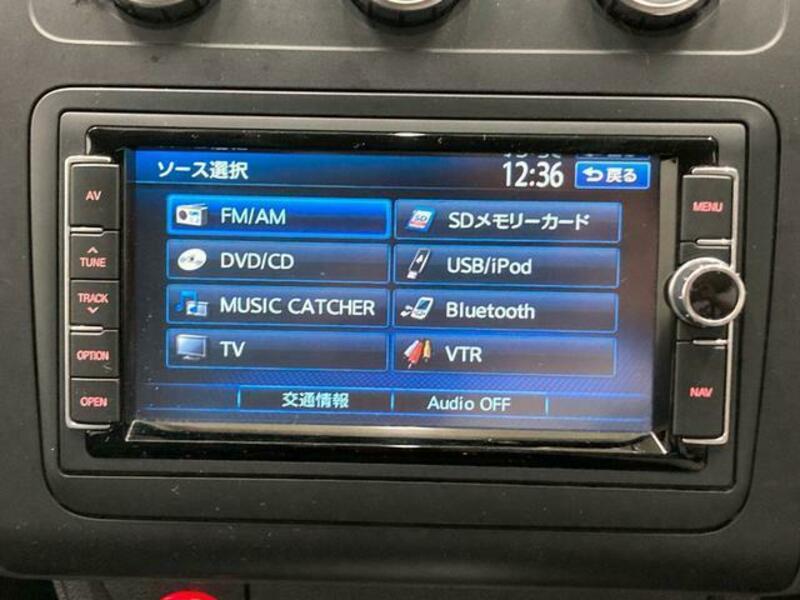 ソース選択
12:36
戻る
FM/AM
SDメモリーカード
DVD/CD
USB/iPod
MUSIC CATCHER
Bluetooth
TV
VTR
交通情報
Audio OFF
AV
TUNE
TRACK
OPTION
OPEN
MENU
NAV